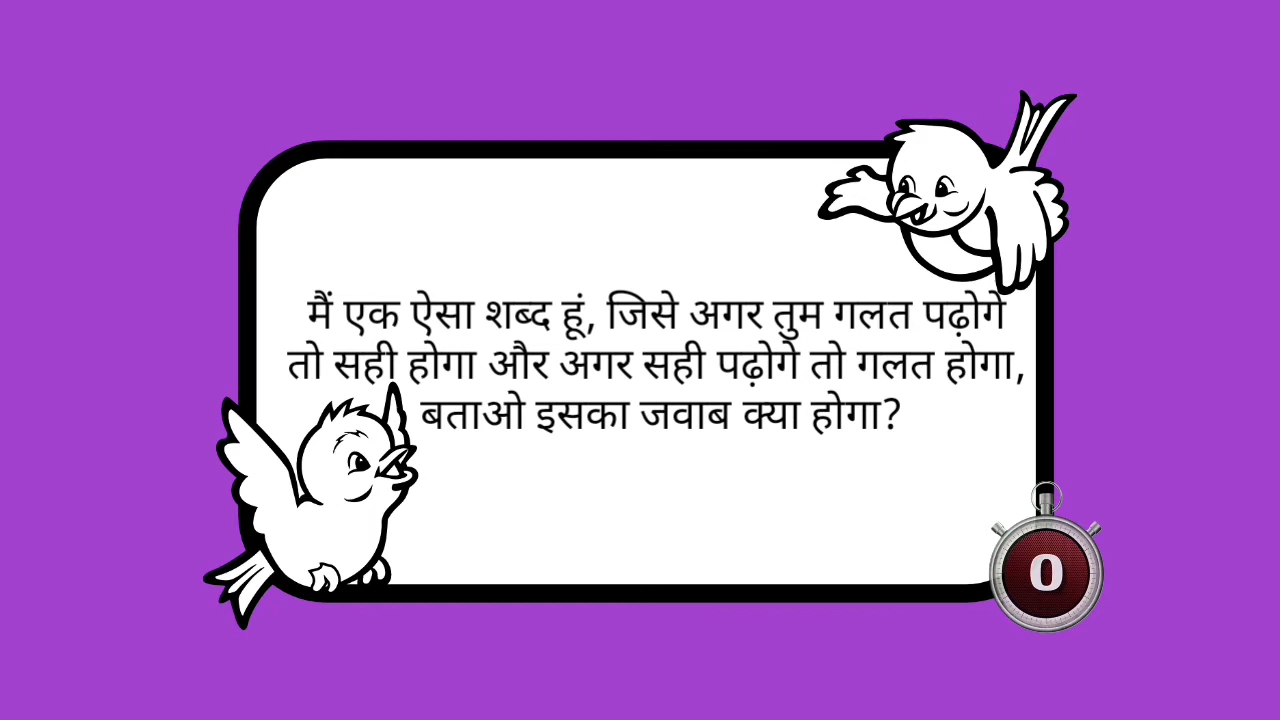 मैं एक ऐसा शब्द हूं, जिसे अगर तुम गलत पढ़ोगे
तो सही होगा और अगर सही पढ़ोगे तो गलत होगा,
बताओ इसका जवाब क्या होगा?
0